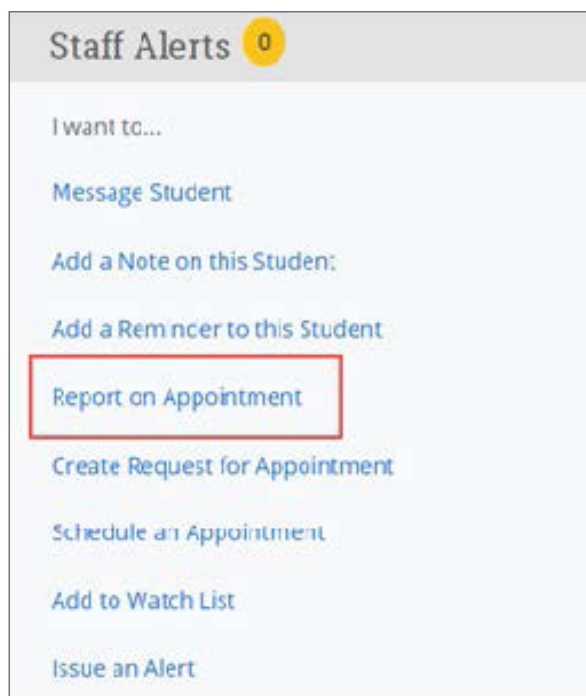 Staff Alerts 0
I want to...
Message Student
Add a Note on this Student
Add a Reminder to this Student
Report on Appointment
Create Request for Appointment
Schedule an Appointment
Add to Watch List
Issue an Alert